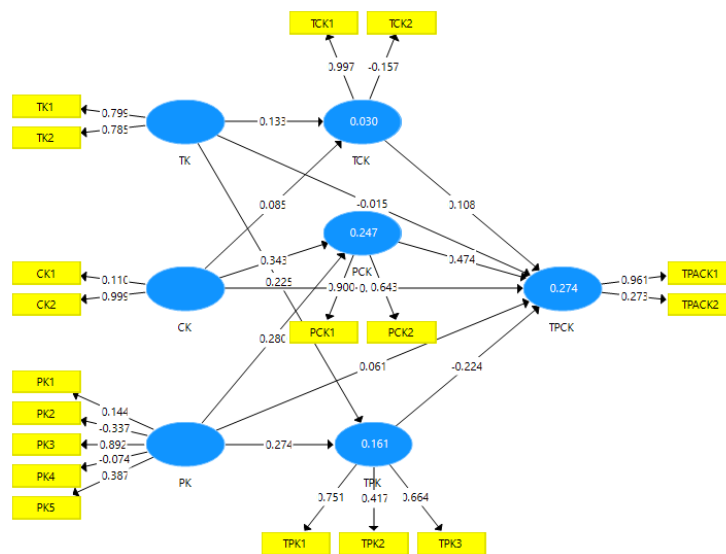 TCK1
TCK2
0.997
-0.157
TK1
0.799
TK2
0.785
TK
0.133
0.030
TCK
0.085
-0.015
0.108
0.247
PCK
0.343
0.225
0.474
CK1
0.110
CK2
0.999
CK
0.900
-0.
0.643
0.274
TPCK
0.961
TPACK1
0.273
TPACK2
PCK1
PCK2
0.280
0.061
-0.224
PK1
0.144
PK2
-0.337
PK3
0.892
PK4
-0.074
PK5
0.387
PK
0.274
0.161
TPK
0.751
0.417
0.664
TPK1
TPK2
TPK3